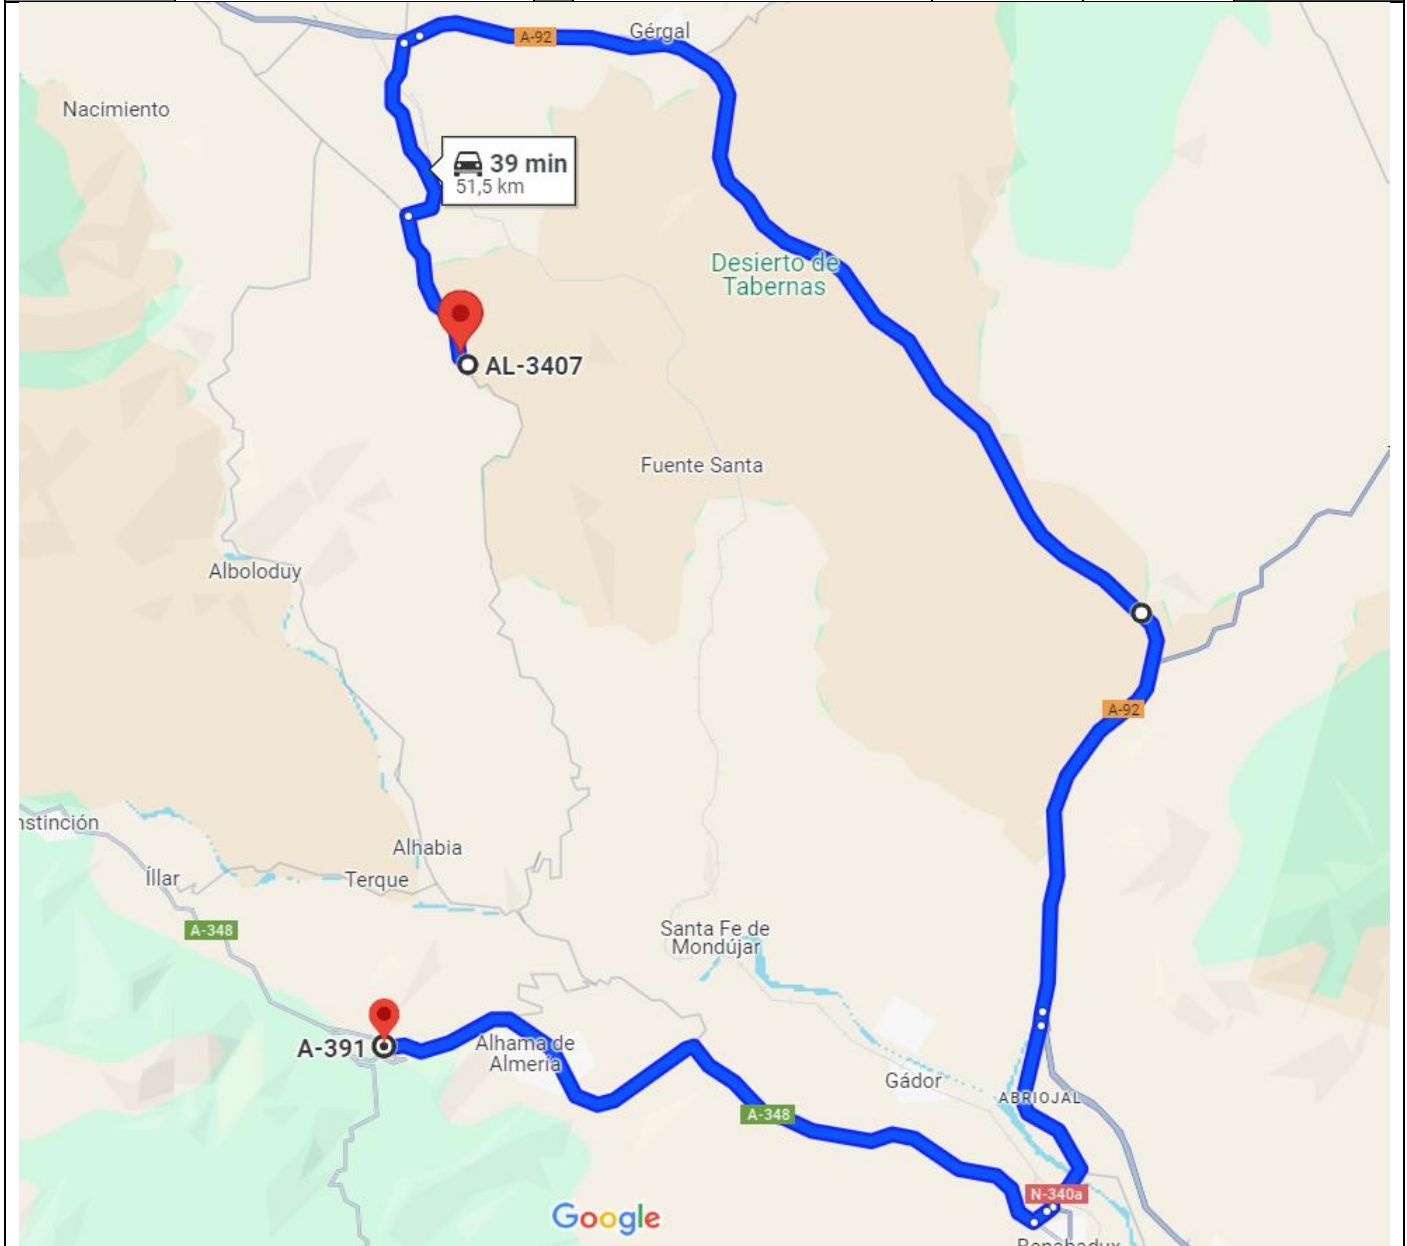 A-92
Gérgal
Nacimiento
39 min
51,5 km
Desierto de
Tabernas
AL-3407
Fuente Santa
Alboloduy
A-92
nstinción
Alhabia
Íllar
Terque
A-348
Santa Fe de
Mondújar
A-391
Alhama de
Almería
Gádor
ABRIOJAL
A-348
N-340a
Google
Benahadux